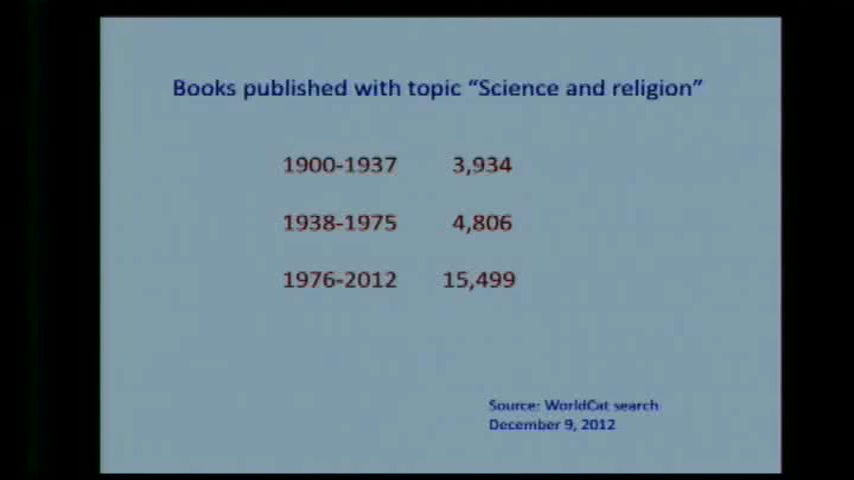 Books published with topic “Science and religion”
1900-1937 3,934
1938-1975 4,806
1976-2012 15,499
Source: WorldCat search
December 9, 2012